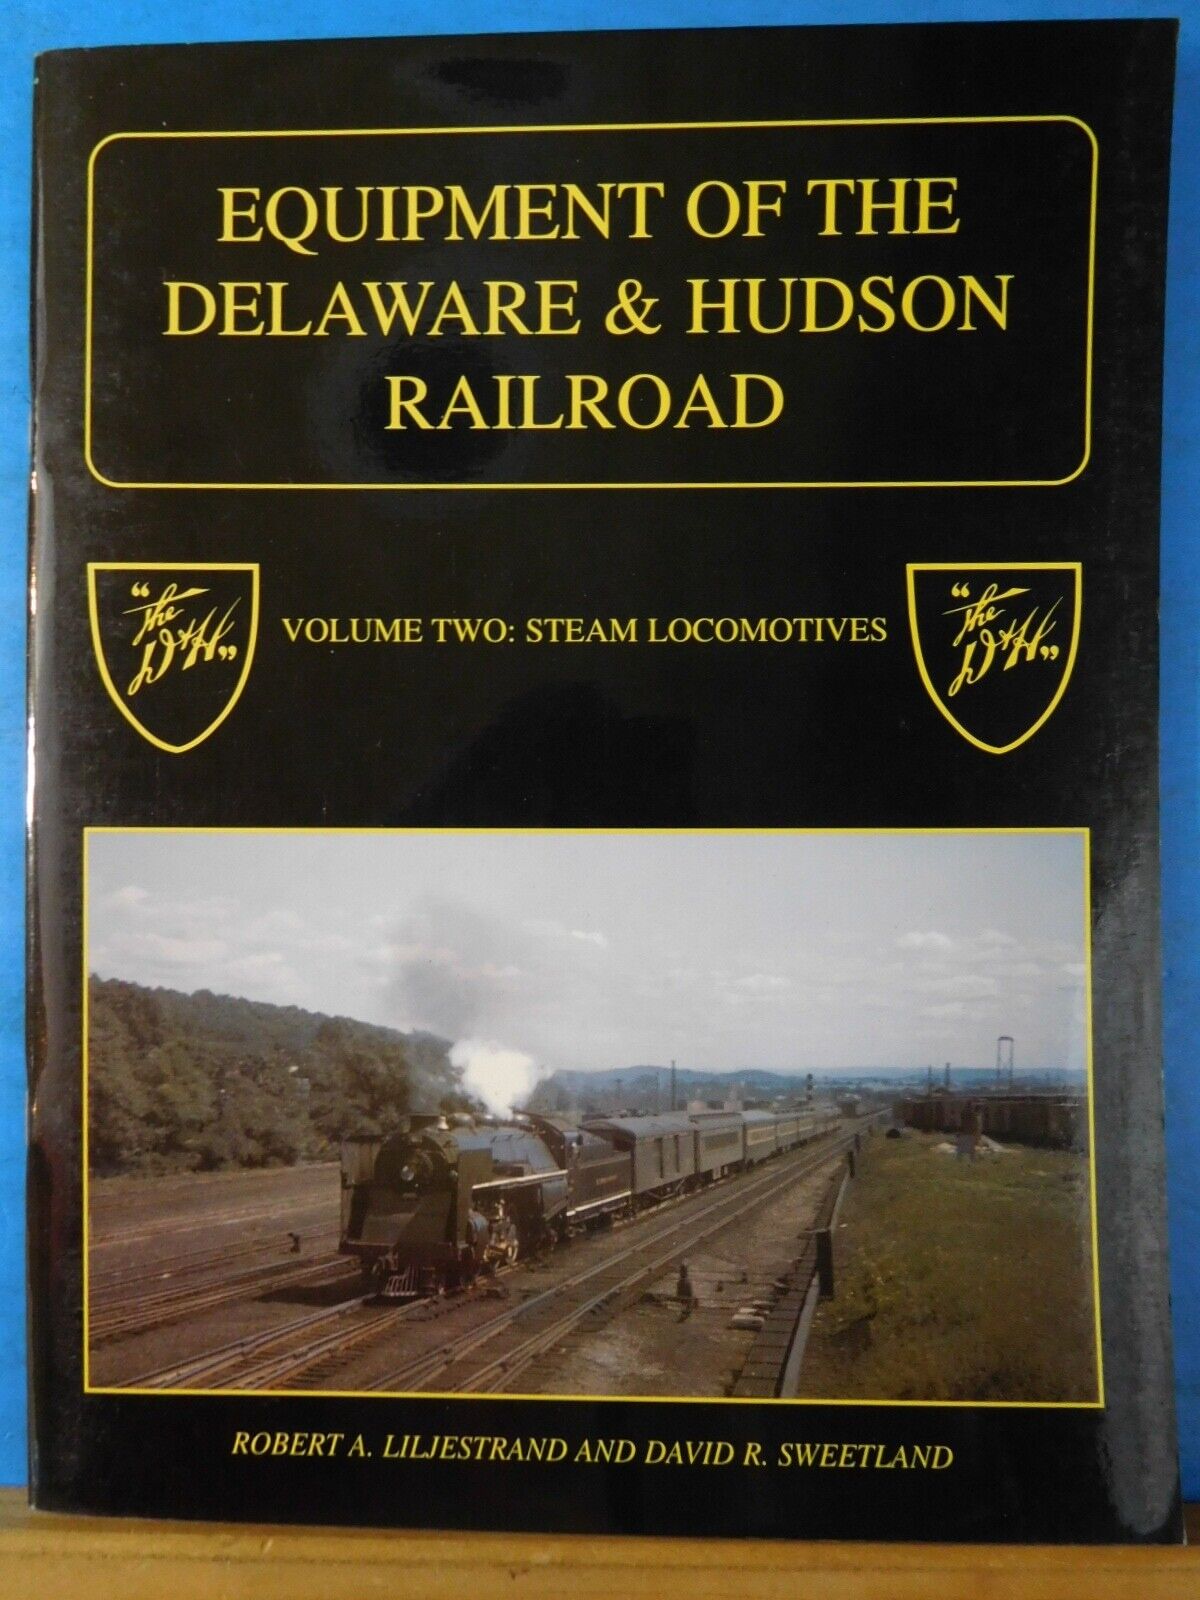 EQUIPMENT OF THE
DELAWARE & HUDSON
RAILROAD
“The
D&H”
VOLUME TWO: STEAM LOCOMOTIVES
“The
D&H”
ROBERT A. LILJESTRAND AND DAVID R. SWEETLAND